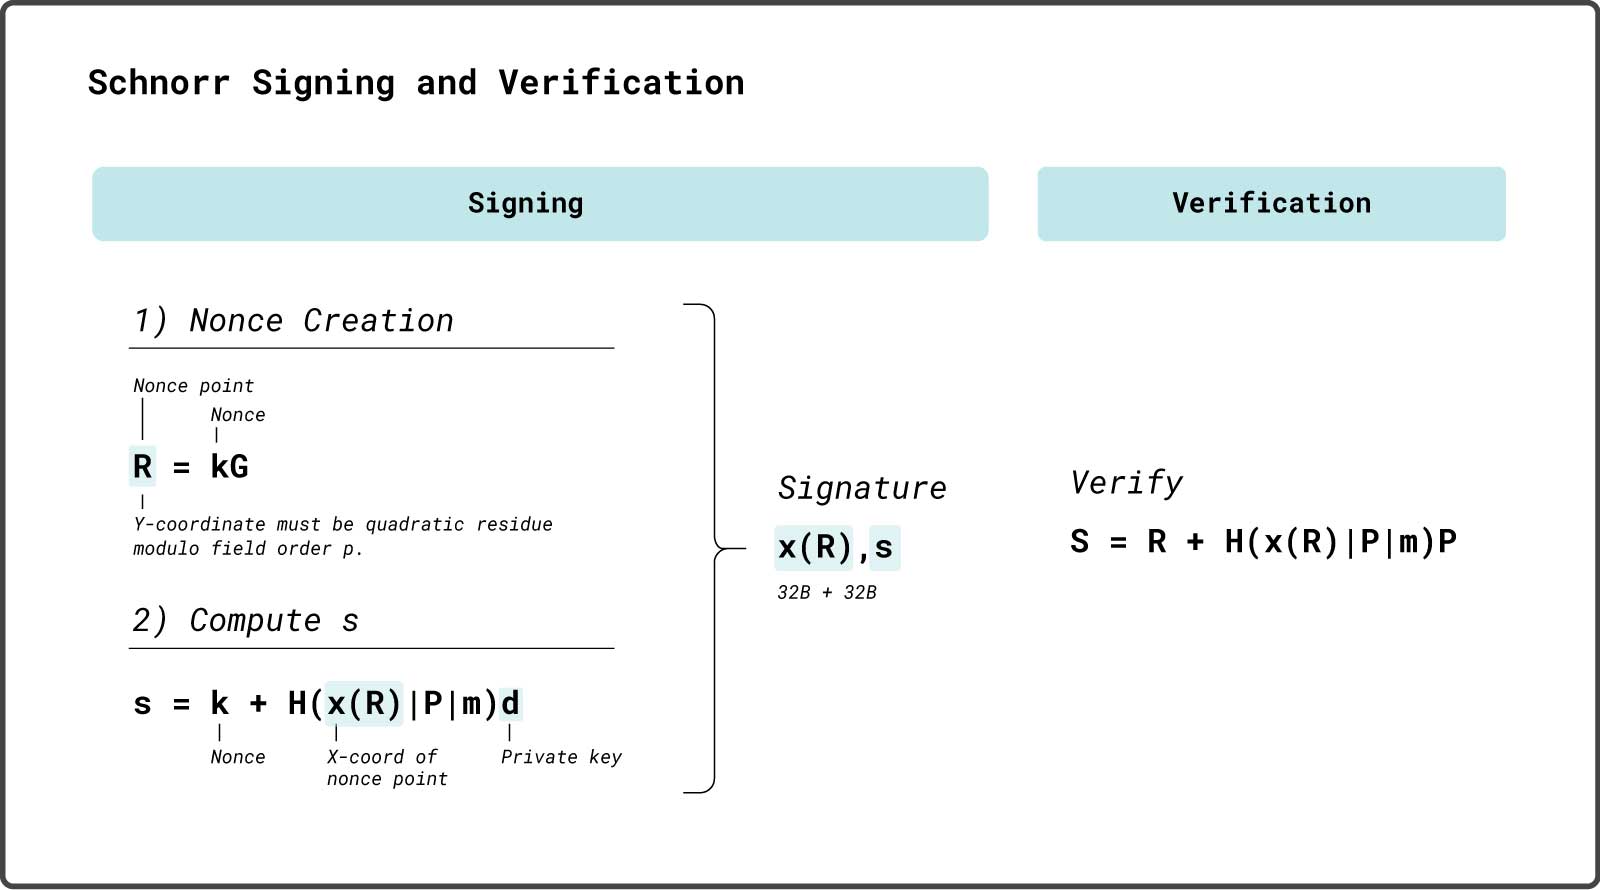 Schnorr Signing and Verification
Signing
1) Nonce Creation
Nonce point
Nonce
R = kG
Y-coordinate must be quadratic residue
modulo field order p.
2) Compute s
s = k + H(x(R)|P|m)d
Nonce
X-coord of
nonce point
Private key
Signature
x(R),s
32B + 32B
Verification
Verify
S = R + H(x(R)|P|m)P